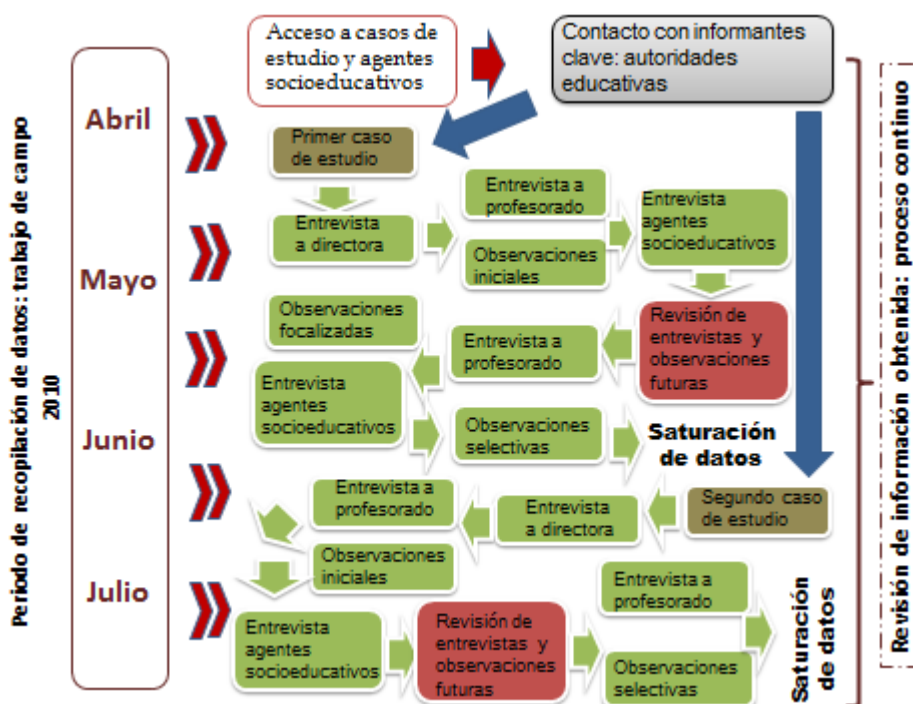 Acceso a casos de
estudio y agentes
socioeducativos
Contacto con informantes
clave: autoridades
educativas
Periodo de recopilación de datos: trabajo de campo
2010
Abril
Mayo
Junio
Julio
Primer caso
de estudio
Entrevista
a directora
Entrevista a
profesorado
Observaciones
iniciales
Entrevista
agentes
socioeducativos
Revisión de
entrevistas y
observaciones
futuras
Entrevista a
profesorado
Observaciones
focalizadas
Entrevista
agentes
socioeducativos
Observaciones
selectivas
Saturación
de datos
Segundo caso
de estudio
Entrevista
a directora
Entrevista a
profesorado
Observaciones
iniciales
Entrevista
agentes
socioeducativos
Revisión de
entrevistas y
observaciones
futuras
Entrevista a
profesorado
Observaciones
selectivas
Saturación
de datos
Revisión de información obtenida: proceso continuo